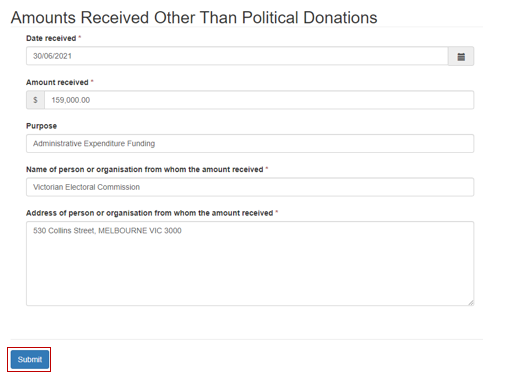 Amounts Received Other Than Political Donations
Date received *
30/06/2021
Amount received *
$ 159,000.00
Purpose
Administrative Expenditure Funding
Name of person or organisation from whom the amount received *
Victorian Electoral Commission
Address of person or organisation from whom the amount received *
530 Collins Street, MELBOURNE VIC 3000
Submit